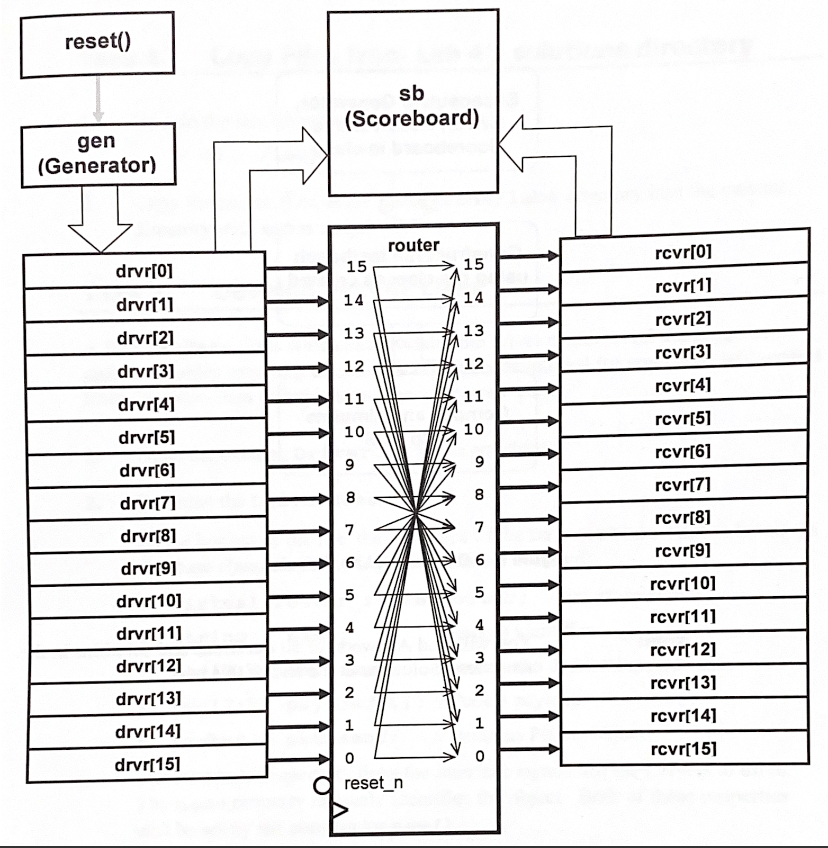 reset()
gen
(Generator)
sb
(Scoreboard)
router
drvr[0]
drvr[1]
drvr[2]
drvr[3]
drvr[4]
drvr[5]
drvr[6]
drvr[7]
drvr[8]
drvr[9]
drvr[10]
drvr[11]
drvr[12]
drvr[13]
drvr[14]
drvr[15]
15
14
13
12
11
10
9
8
7
6
5
4
3
2
1
0
15
14
13
12
11
10
9
8
7
6
5
4
3
2
1
0
rcvr[0]
rcvr[1]
rcvr[2]
rcvr[3]
rcvr[4]
rcvr[5]
rcvr[6]
rcvr[7]
rcvr[8]
rcvr[9]
rcvr[10]
rcvr[11]
rcvr[12]
rcvr[13]
rcvr[14]
rcvr[15]
reset_n